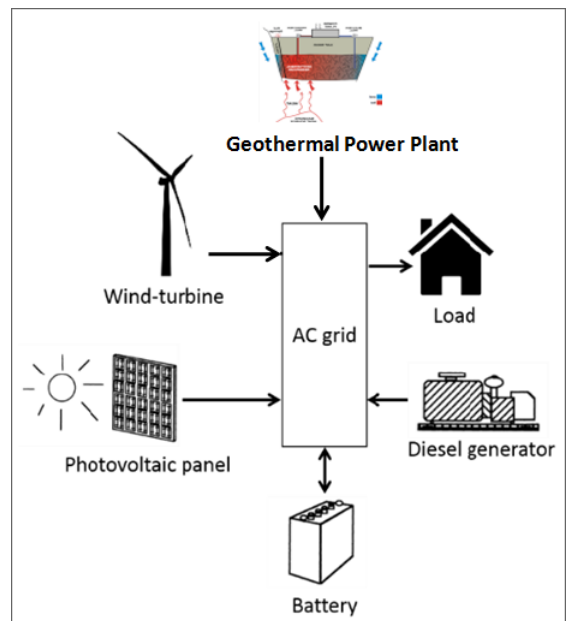 Geothermal Power Plant
Wind-turbine
AC grid
Load
Photovoltaic panel
Diesel generator
Battery